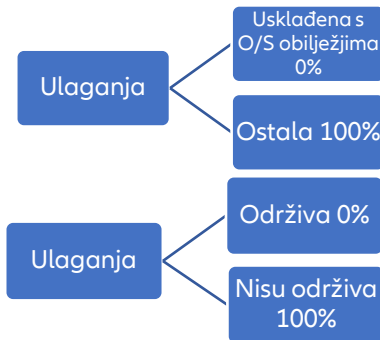 Usklađena s
O/S obilježjima
0%
Ulaganja
Ostala 100%
Održiva 0%
Ulaganja
Nisu održiva
100%